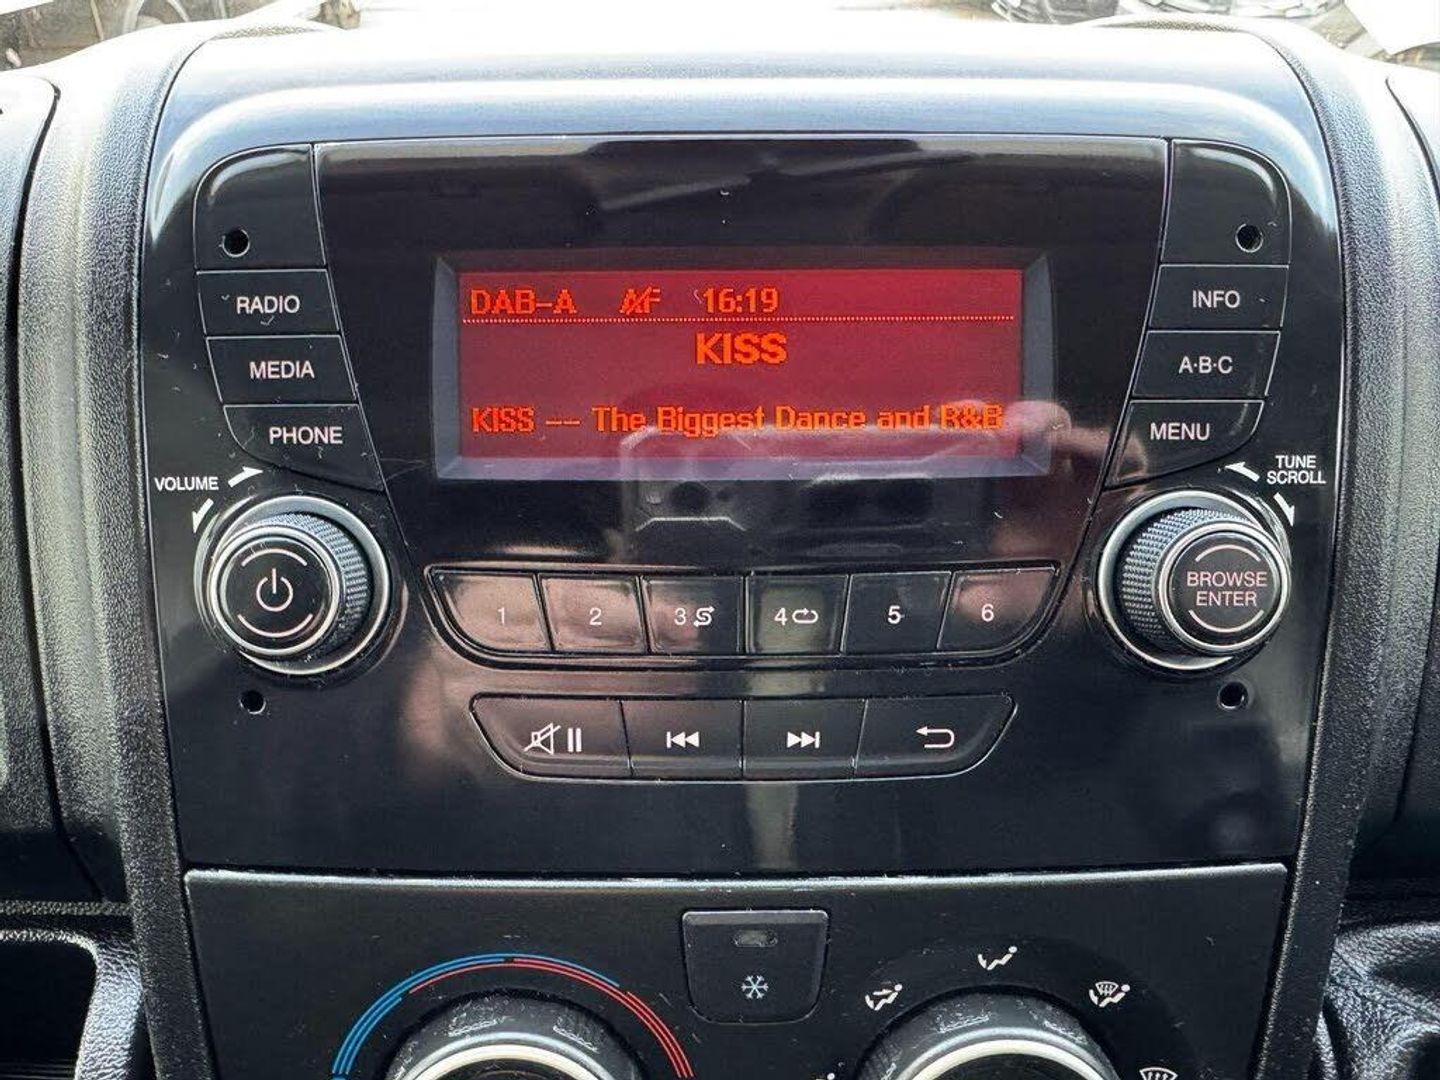 DAB-A AF 16:19
KISS
KISS -- The Biggest Dance and R&B
RADIO
MEDIA
PHONE
VOLUME
INFO
A·B·C
MENU
TUNE
SCROLL
BROWSE
ENTER
1 2 3 4 5 6